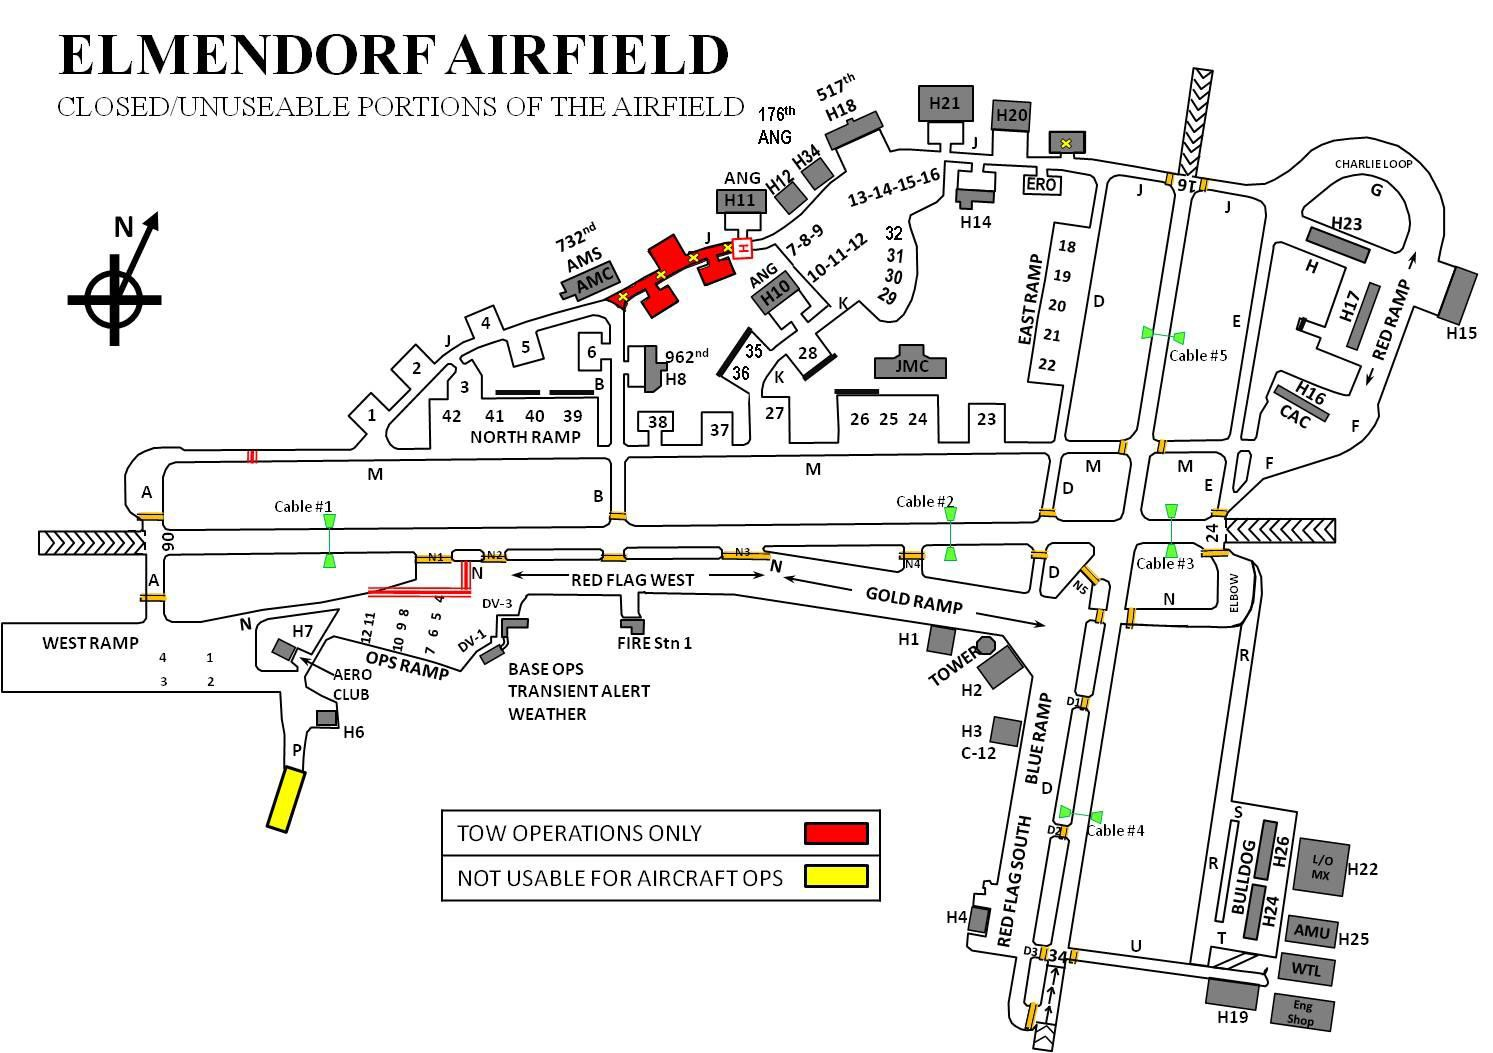 ELMENDORF AIRFIELD
CLOSED/UNUSEABLE PORTIONS OF THE AIRFIELD
N
176th
ANG
517th
H18
H21
H20
J
CHARLIE LOOP
G
H34
H12
ANG
H11
13-14-15-16
ERO
16
J
J
H14
H23
732nd
AMS
AMC
J
H
7-8-9
10-11-12
32
31
30
29
ANG
H10
K
EAST RAMP
18
19
20
21
22
D
E
H
H17
RED RAMP
H15
Cable #5
J
4
5
2
6
962nd
H8
B
35
36
28
K
JMC
3
1
42
41
40
39
NORTH RAMP
38
37
27
26
25
24
23
H16
CAC
F
F
M
M
M
M
A
B
D
E
Cable #1
Cable #2
06
24
Cable #3
A
N1
N2
N
N3
N
N4
D
N5
N
ELBOW
RED FLAG WEST
GOLD RAMP
N
WEST RAMP
4
1
3
2
H7
12 11
10 9 8
7 6 5 4
OPS RAMP
DV-3
DV-1
AERO
CLUB
BASE OPS
TRANSIENT ALERT
WEATHER
FIRE Stn 1
H1
TOWER
H2
R
H6
P
H3
C-12
BLUE RAMP
D1
D
D2
Cable #4
TOW OPERATIONS ONLY
NOT USABLE FOR AIRCRAFT OPS
S
R
BULLDOG
H26
H24
L/O
MX
H22
RED FLAG SOUTH
H4
D3
34
U
T
AMU
H25
WTL
H19
Eng
Shop